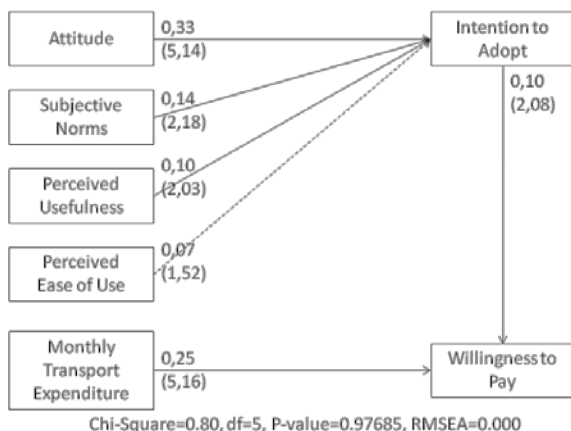 Attitude
0,33
(5,14)
Intention to
Adopt
0,10
(2,08)
Subjective
Norms
0,14
(2,18)
Perceived
Usefulness
0,10
(2,03)
Perceived
Ease of Use
0,07
(1,52)
Monthly
Transport
Expenditure
0,25
(5,16)
Willingness to
Pay
Chi-Square=0.80, df=5, P-value=0.97685, RMSEA=0.000